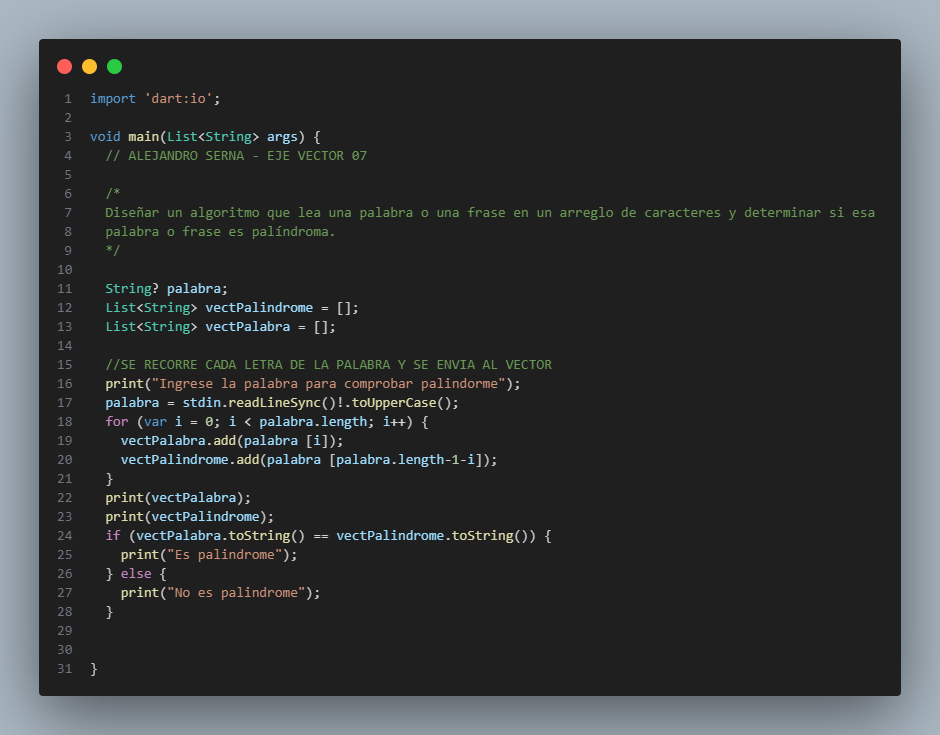 1 import 'dart:io';
2
3 void main(List<String> args) {
4 // ALEJANDRO SERNA - EJE VECTOR 07
5
6 /*
7 Diseñar un algoritmo que lea una palabra o una frase en un arreglo de caracteres y determinar si esa
8 palabra o frase es palíndroma.
9 */
10
11 String? palabra;
12 List<String> vectPalindrome = [];
13 List<String> vectPalabra = [];
14
15 //SE RECORRE CADA LETRA DE LA PALABRA Y SE ENVIA AL VECTOR
16 print("Ingrese la palabra para comprobar palindorme");
17 palabra = stdin.readLineSync()!.toUpperCase();
18 for (var i = 0; i < palabra.length; i++) {
19 vectPalabra.add(palabra [i]);
20 vectPalindrome.add(palabra [palabra.length-1-i]);
21 }
22 print(vectPalabra);
23 print(vectPalindrome);
24 if (vectPalabra.toString() == vectPalindrome.toString()) {
25 print("Es palindrome");
26 } else {
27 print("No es palindrome");
28 }
29
30
31 }